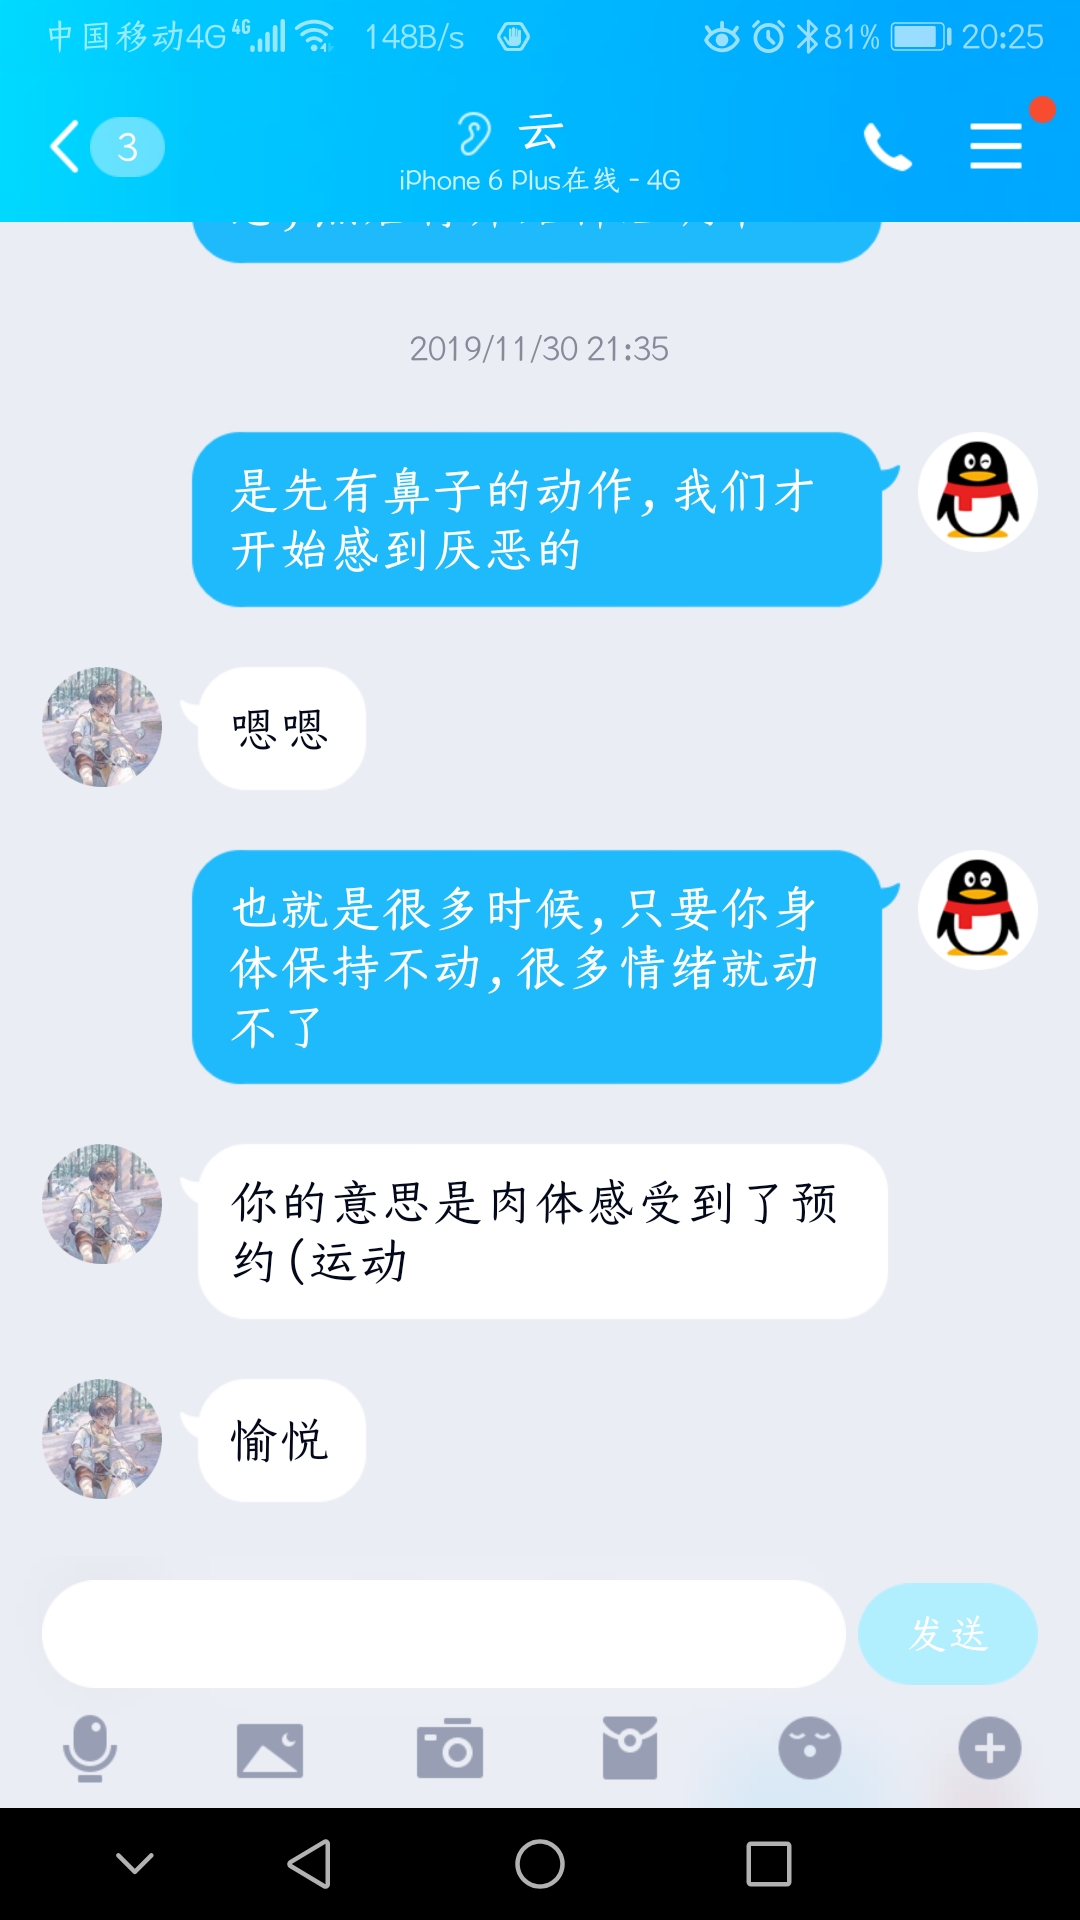 中国移动4G 4G 148B/s 81% 20:25
3 云
iPhone 6 Plus在线 - 4G
2019/11/30 21:35
是先有鼻子的动作,我们才
开始感到厌恶的
嗯嗯
也就是很多时候,只要你身
体保持不动,很多情绪就动
不了
你的意思是肉体感受到了预
约(运动
愉悦
发送